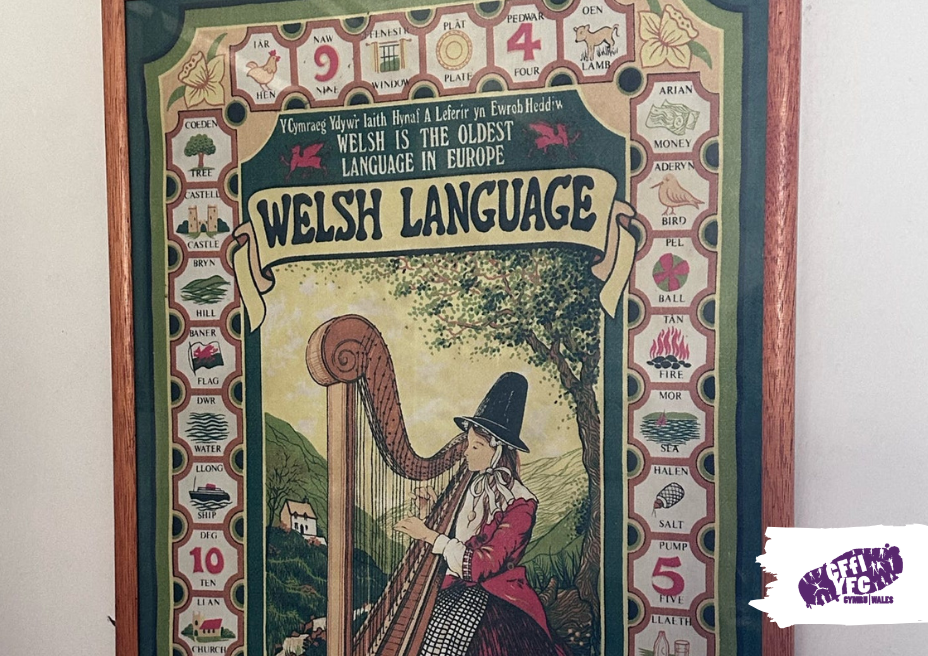 IÂR
HEN
NAW
9
NINE
FENESTR
WINDOW
PLÂT
PLATE
PEDWAR
4
FOUR
OEN
LAMB
Y Cymraeg Ydyw'r Iaith Hynaf A Leferir yn Ewrob Heddiw
WELSH IS THE OLDEST
LANGUAGE IN EUROPE
WELSH LANGUAGE
COEDEN
TREE
CASTELL
CASTLE
BRYN
HILL
BANER
FLAG
DWR
WATER
LLONG
SHIP
DEG
10
TEN
LLAN
CHURCH
ARIAN
MONEY
ADERYN
BIRD
PEL
BALL
TÂN
FIRE
MOR
SEA
HALEN
SALT
PUMP
5
FIVE
LLAETH
CFFI
YFC
CYMRU WALES